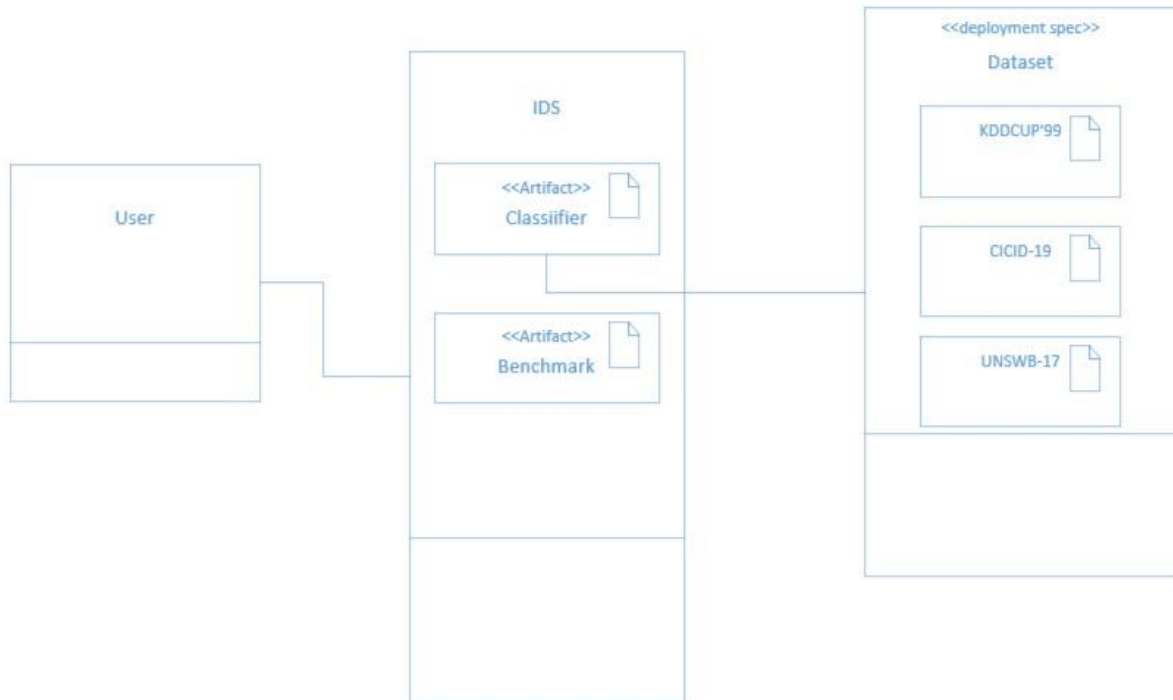 User
IDS
<<Artifact>>
Classiifier
<<Artifact>>
Benchmark
<<deployment spec>>
Dataset
KDDCUP'99
CICID-19
UNSWB-17